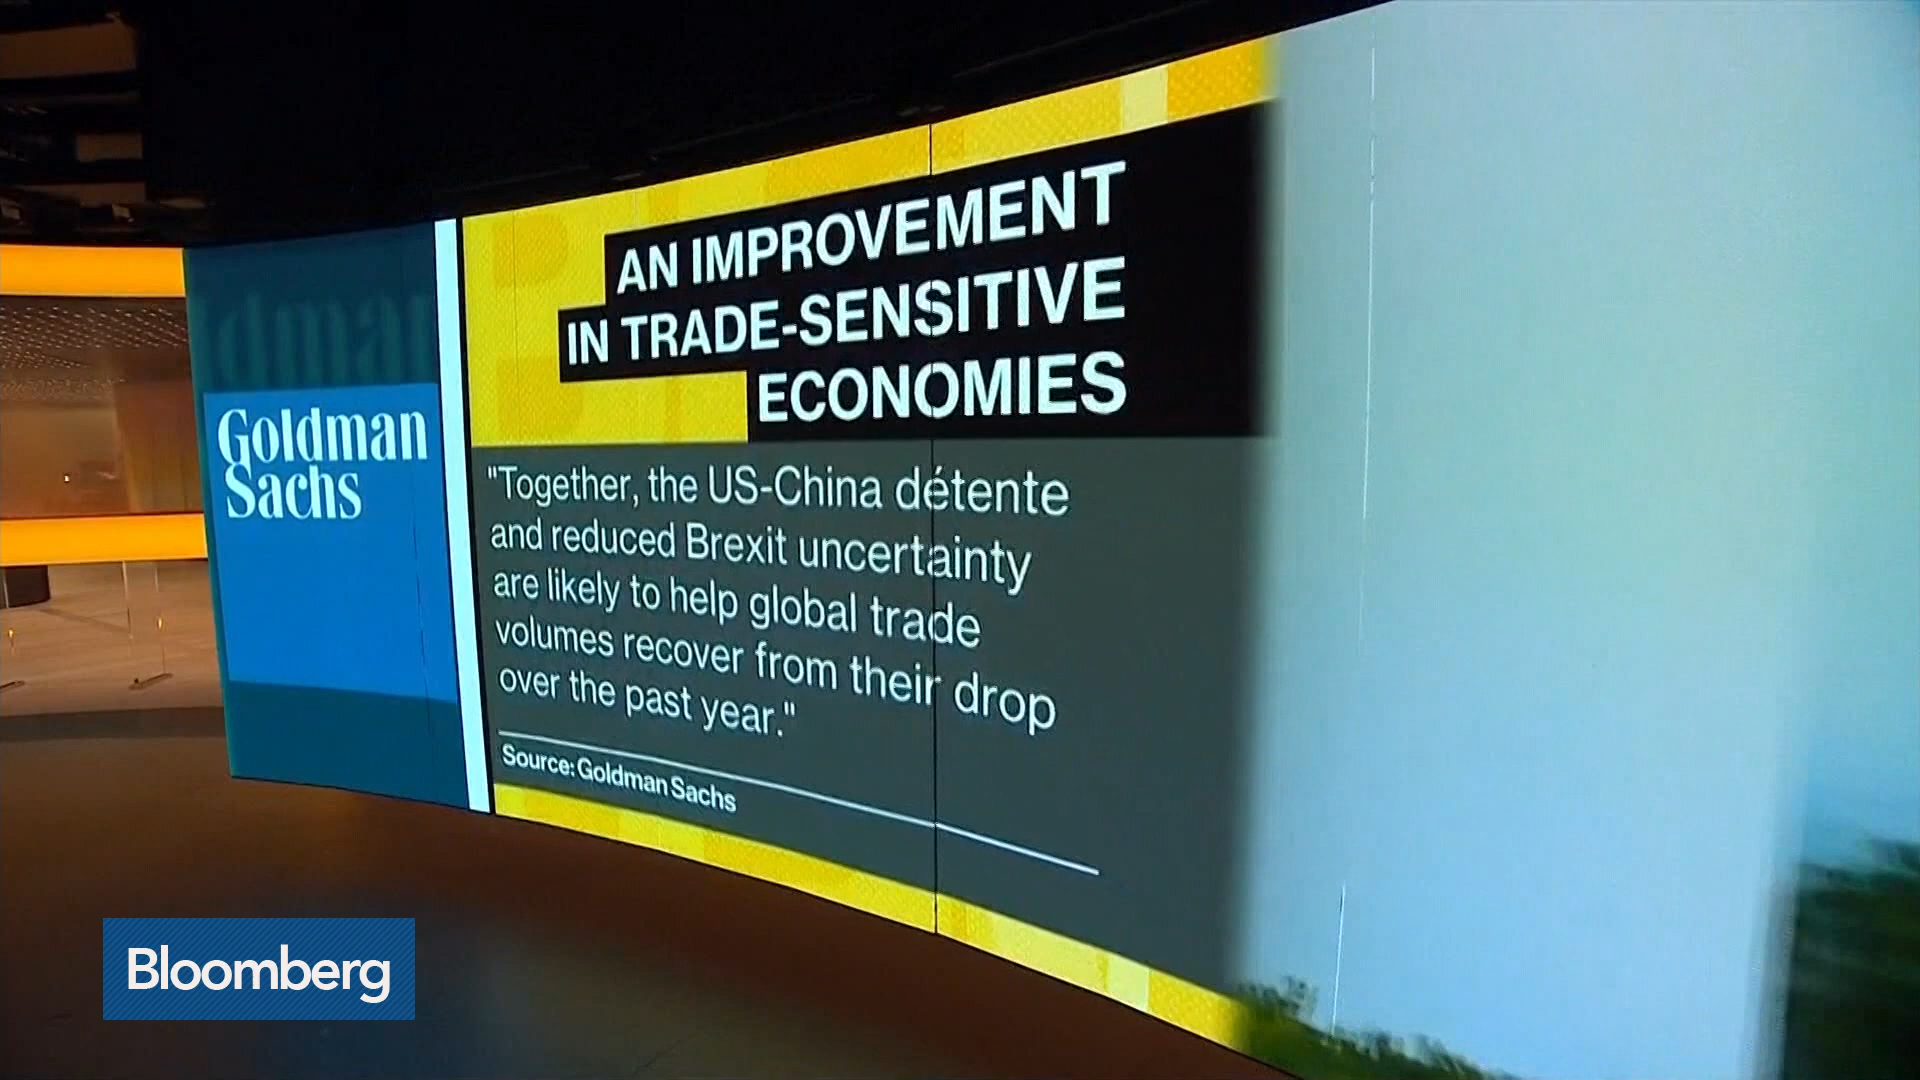 dma
Goldman
Sachs
AN IMPROVEMENT
IN TRADE-SENSITIVE
ECONOMIES
"Together, the US-China détente
and reduced Brexit uncertainty
are likely to help global trade
volumes recover from their drop
over the past year."
Source: Goldman Sachs
Bloomberg